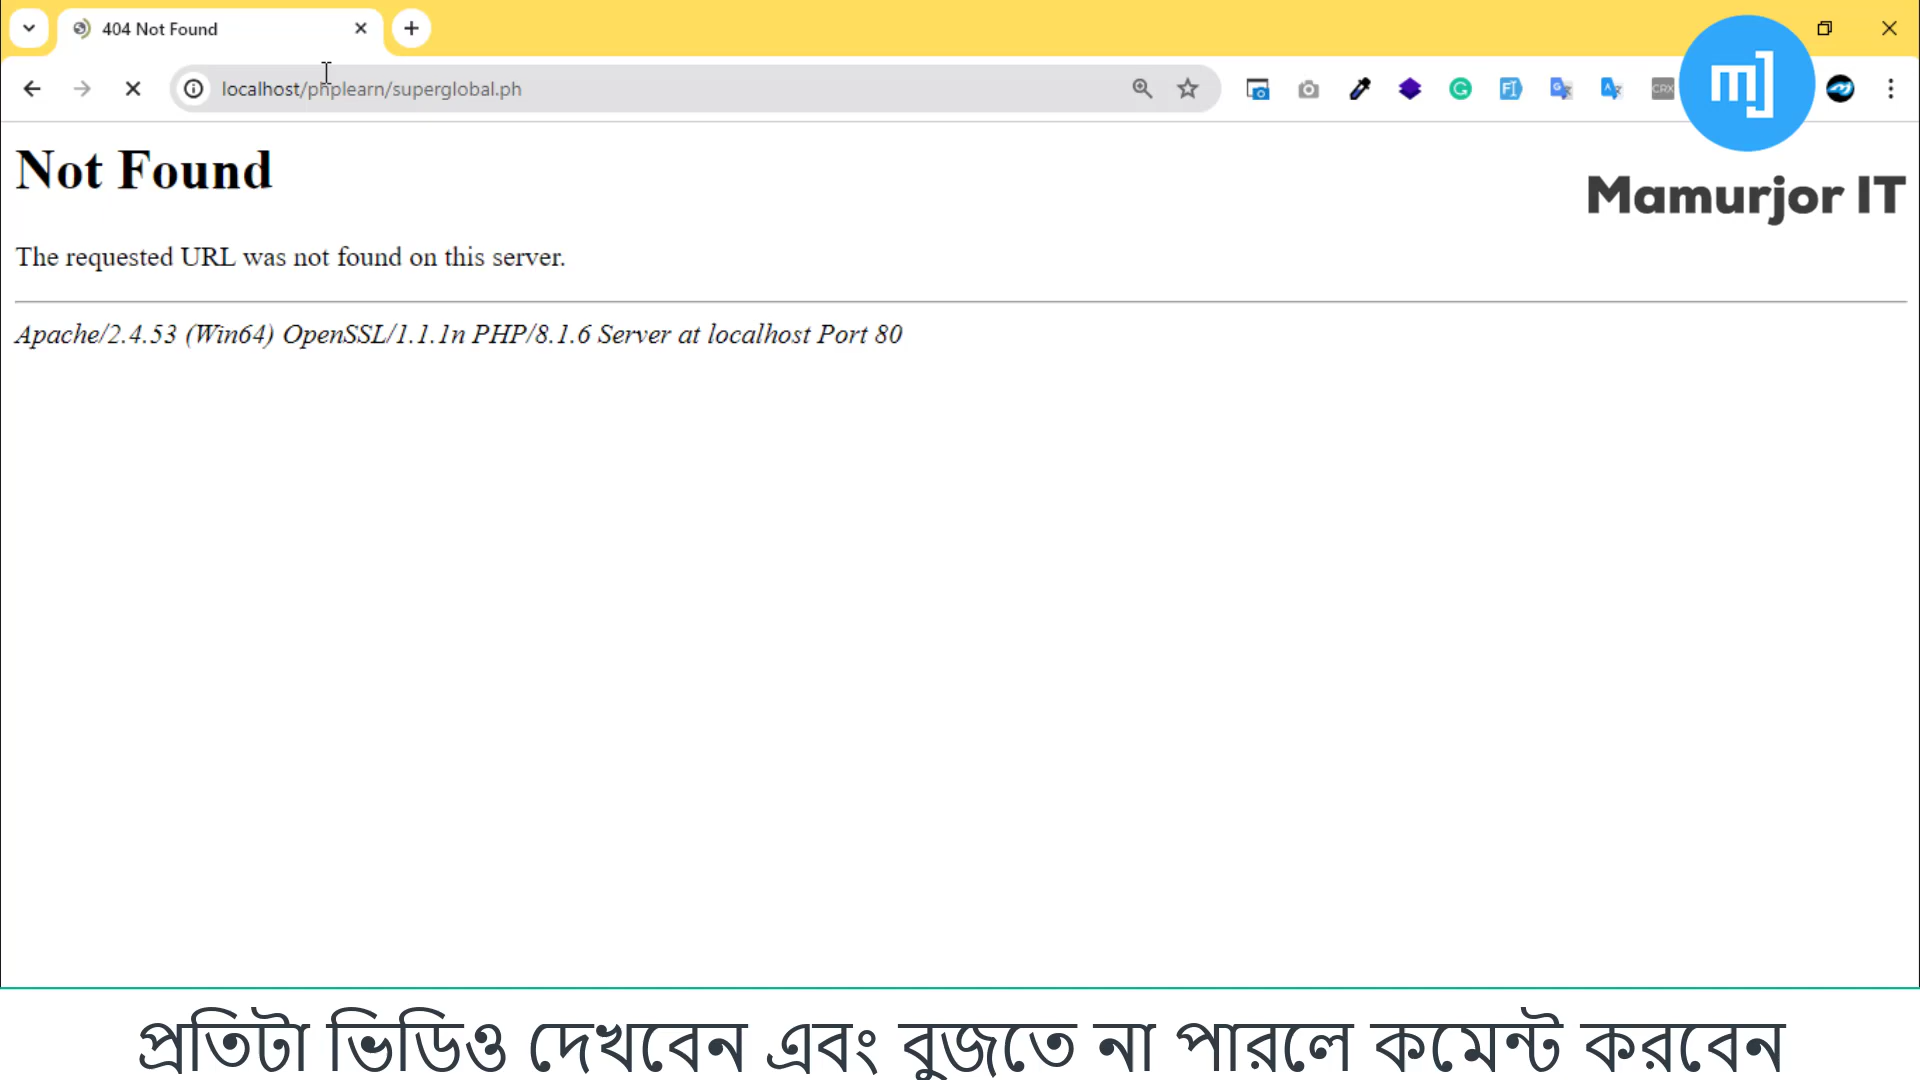 404 Not Found
localhost/phplearn/superglobal.ph
CRX
m]
Not Found
Mamurjor IT
The requested URL was not found on this server.
Apache/2.4.53 (Win64) OpenSSL/1.1.1n PHP/8.1.6 Server at localhost Port 80
প্রতিটা ভিডিও দেখবেন এবং বুজতে না পারলে কমেন্ট করবেন